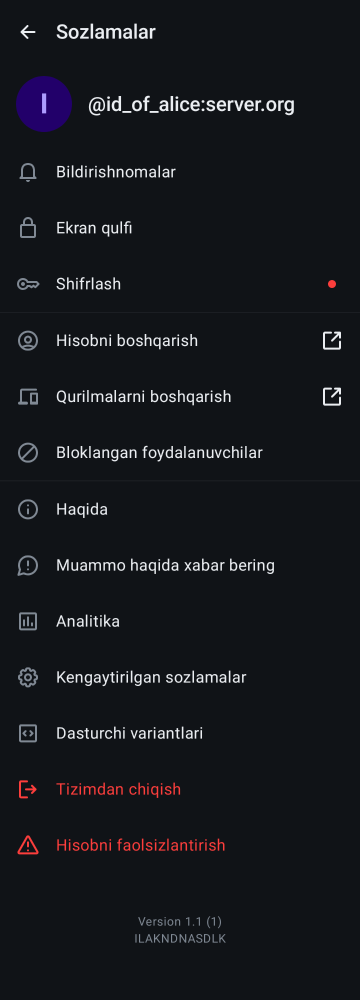 Sozlamalar
I
@id_of_alice:server.org
Bildirishnomalar
Ekran qulfi
Shifrlash
Hisobni boshqarish
Qurilmalarni boshqarish
Bloklangan foydalanuvchilar
Haqida
Muammo haqida xabar bering
Analitika
Kengaytirilgan sozlamalar
Dasturchi variantlari
Tizimdan chiqish
Hisobni faolsizlantirish
Version 1.1 (1)
ILAKNDNASDLK